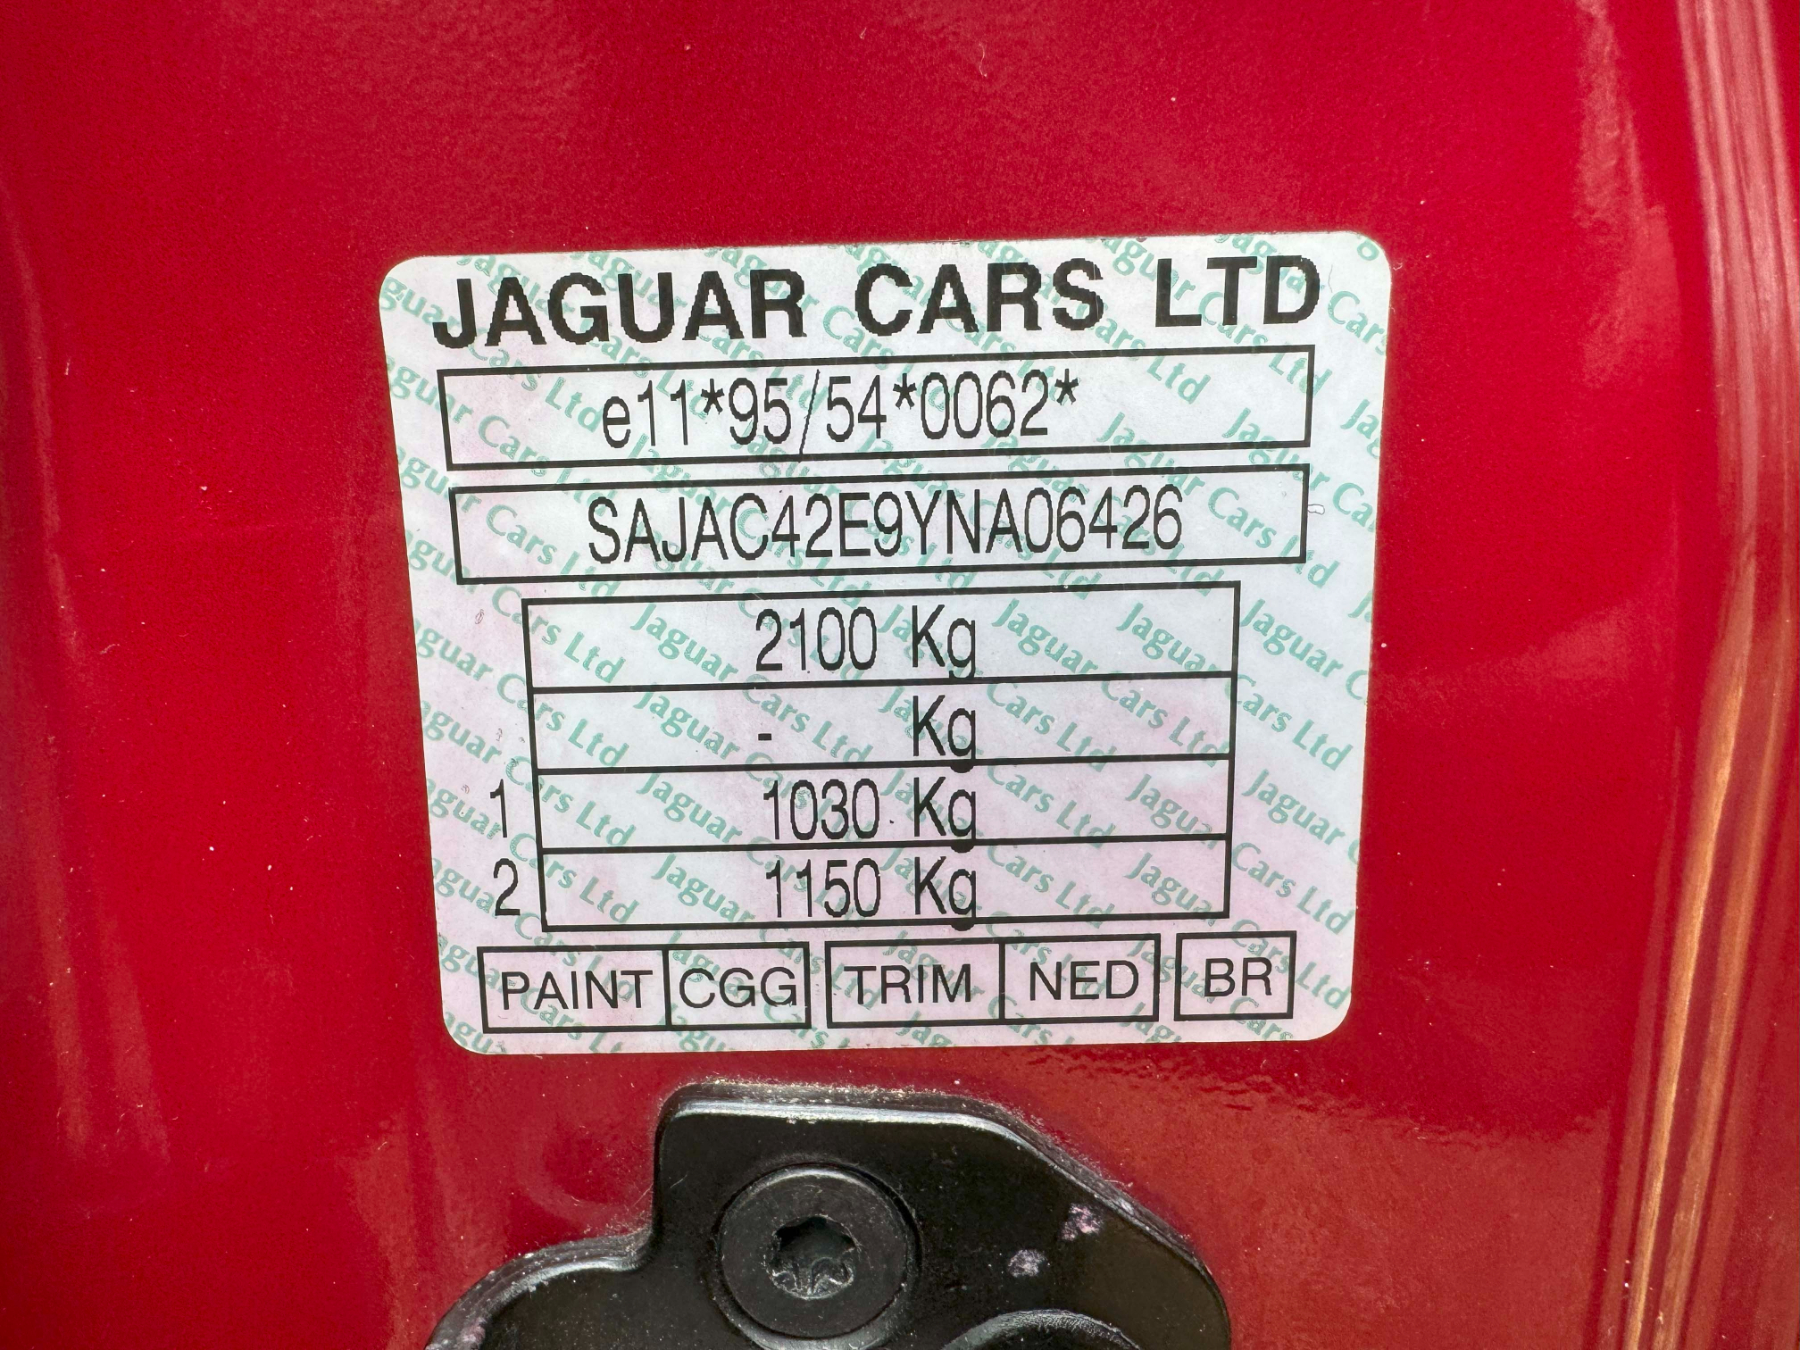 JAGUAR CARS LTD
e11*95/54*0062*
SAJAC42E9YNA06426
2100 Kg
- Kg
1 1030 Kg
2 1150 Kg
PAINT CGG TRIM NED BR